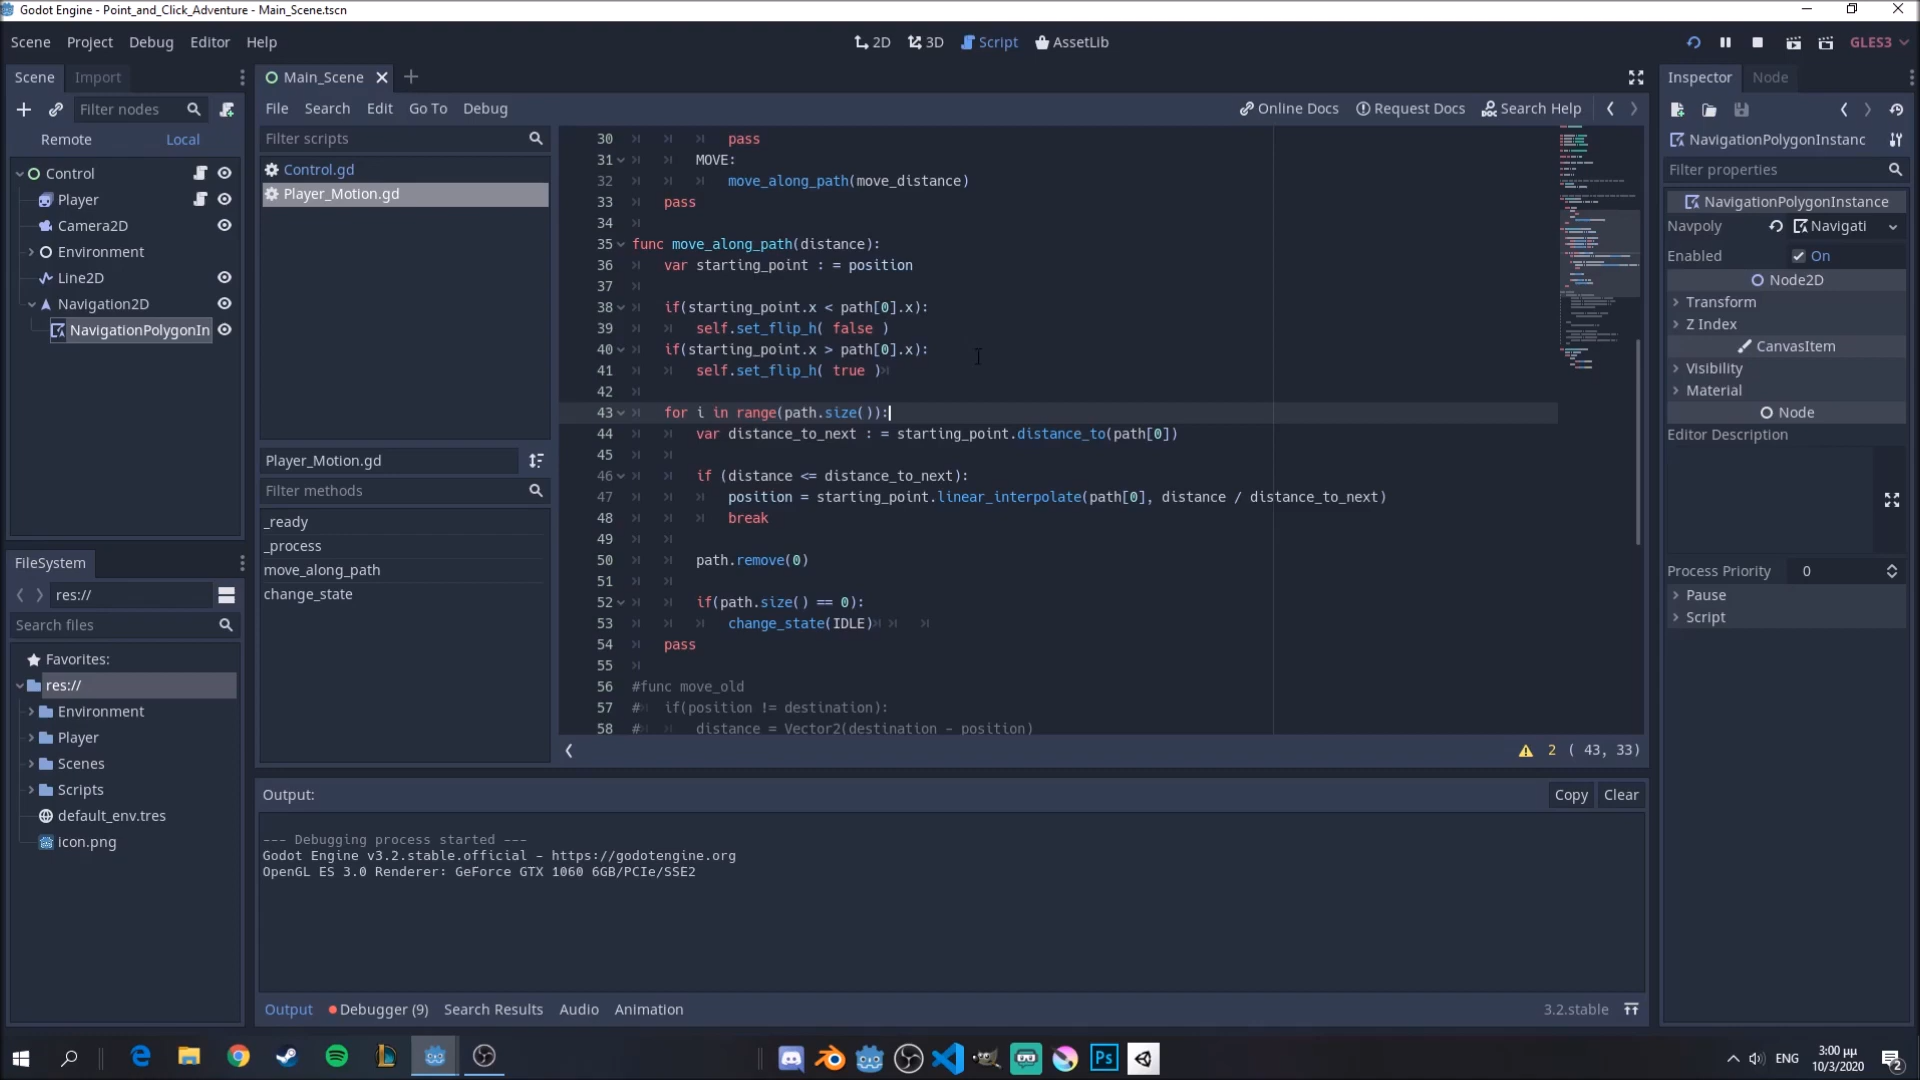 Godot Engine - Point_and_Click_Adventure - Main_Scene.tscn
Scene Project Debug Editor Help
2D 3D Script AssetLib
GLES3
Scene Import
Filter nodes
Remote Local
Control
Player
Camera2D
Environment
Line2D
Navigation2D
NavigationPolygonIn
FileSystem
res://
Search files
Favorites:
res://
Environment
Player
Scenes
Scripts
default_env.tres
icon.png
Main_Scene
File Search Edit Go To Debug
Online Docs Request Docs Search Help
Filter scripts
Control.gd
Player_Motion.gd
Player_Motion.gd
Filter methods
_ready
_process
move_along_path
change_state
30 pass
31 MOVE:
32 move_along_path(move_distance)
33 pass
34
35 func move_along_path(distance):
36 var starting_point : = position
37
38 if(starting_point.x < path[0].x):
39 self.set_flip_h( false )
40 if(starting_point.x > path[0].x):
41 self.set_flip_h( true )
42
43 for i in range(path.size()):
44 var distance_to_next : = starting_point.distance_to(path[0])
45
46 if (distance <= distance_to_next):
47 position = starting_point.linear_interpolate(path[0], distance / distance_to_next)
48 break
49
50 path.remove(0)
51
52 if(path.size() == 0):
53 change_state(IDLE)
54 pass
55
56 #func move_old
57 # if(position != destination):
58 # distance = Vector2(destination - position)
2 ( 43, 33)
Output:
Copy Clear
--- Debugging process started ---
Godot Engine v3.2.stable.official - https://godotengine.org
OpenGL ES 3.0 Renderer: GeForce GTX 1060 6GB/PCIe/SSE2
Output Debugger (9) Search Results Audio Animation
3.2.stable
Inspector Node
NavigationPolygonInstanc
Filter properties
NavigationPolygonInstance
Navpoly Navigati
Enabled On
Node2D
Transform
Z Index
CanvasItem
Visibility
Material
Node
Editor Description
Process Priority 0
Pause
Script
Ps
ENG
3:00 μμ
10/3/2020
2